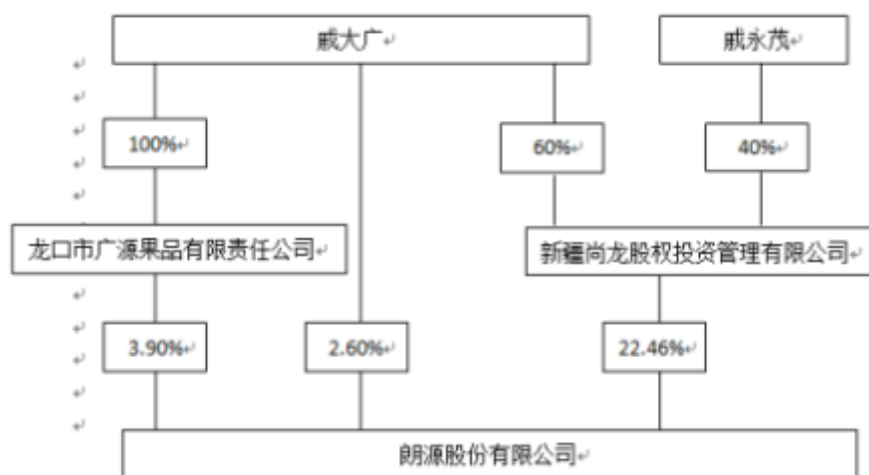 戚大广
戚永茂
100%
60%
40%
龙口市广源果品有限责任公司
新疆尚龙股权投资管理有限公司
3.90%
2.60%
22.46%
朗源股份有限公司